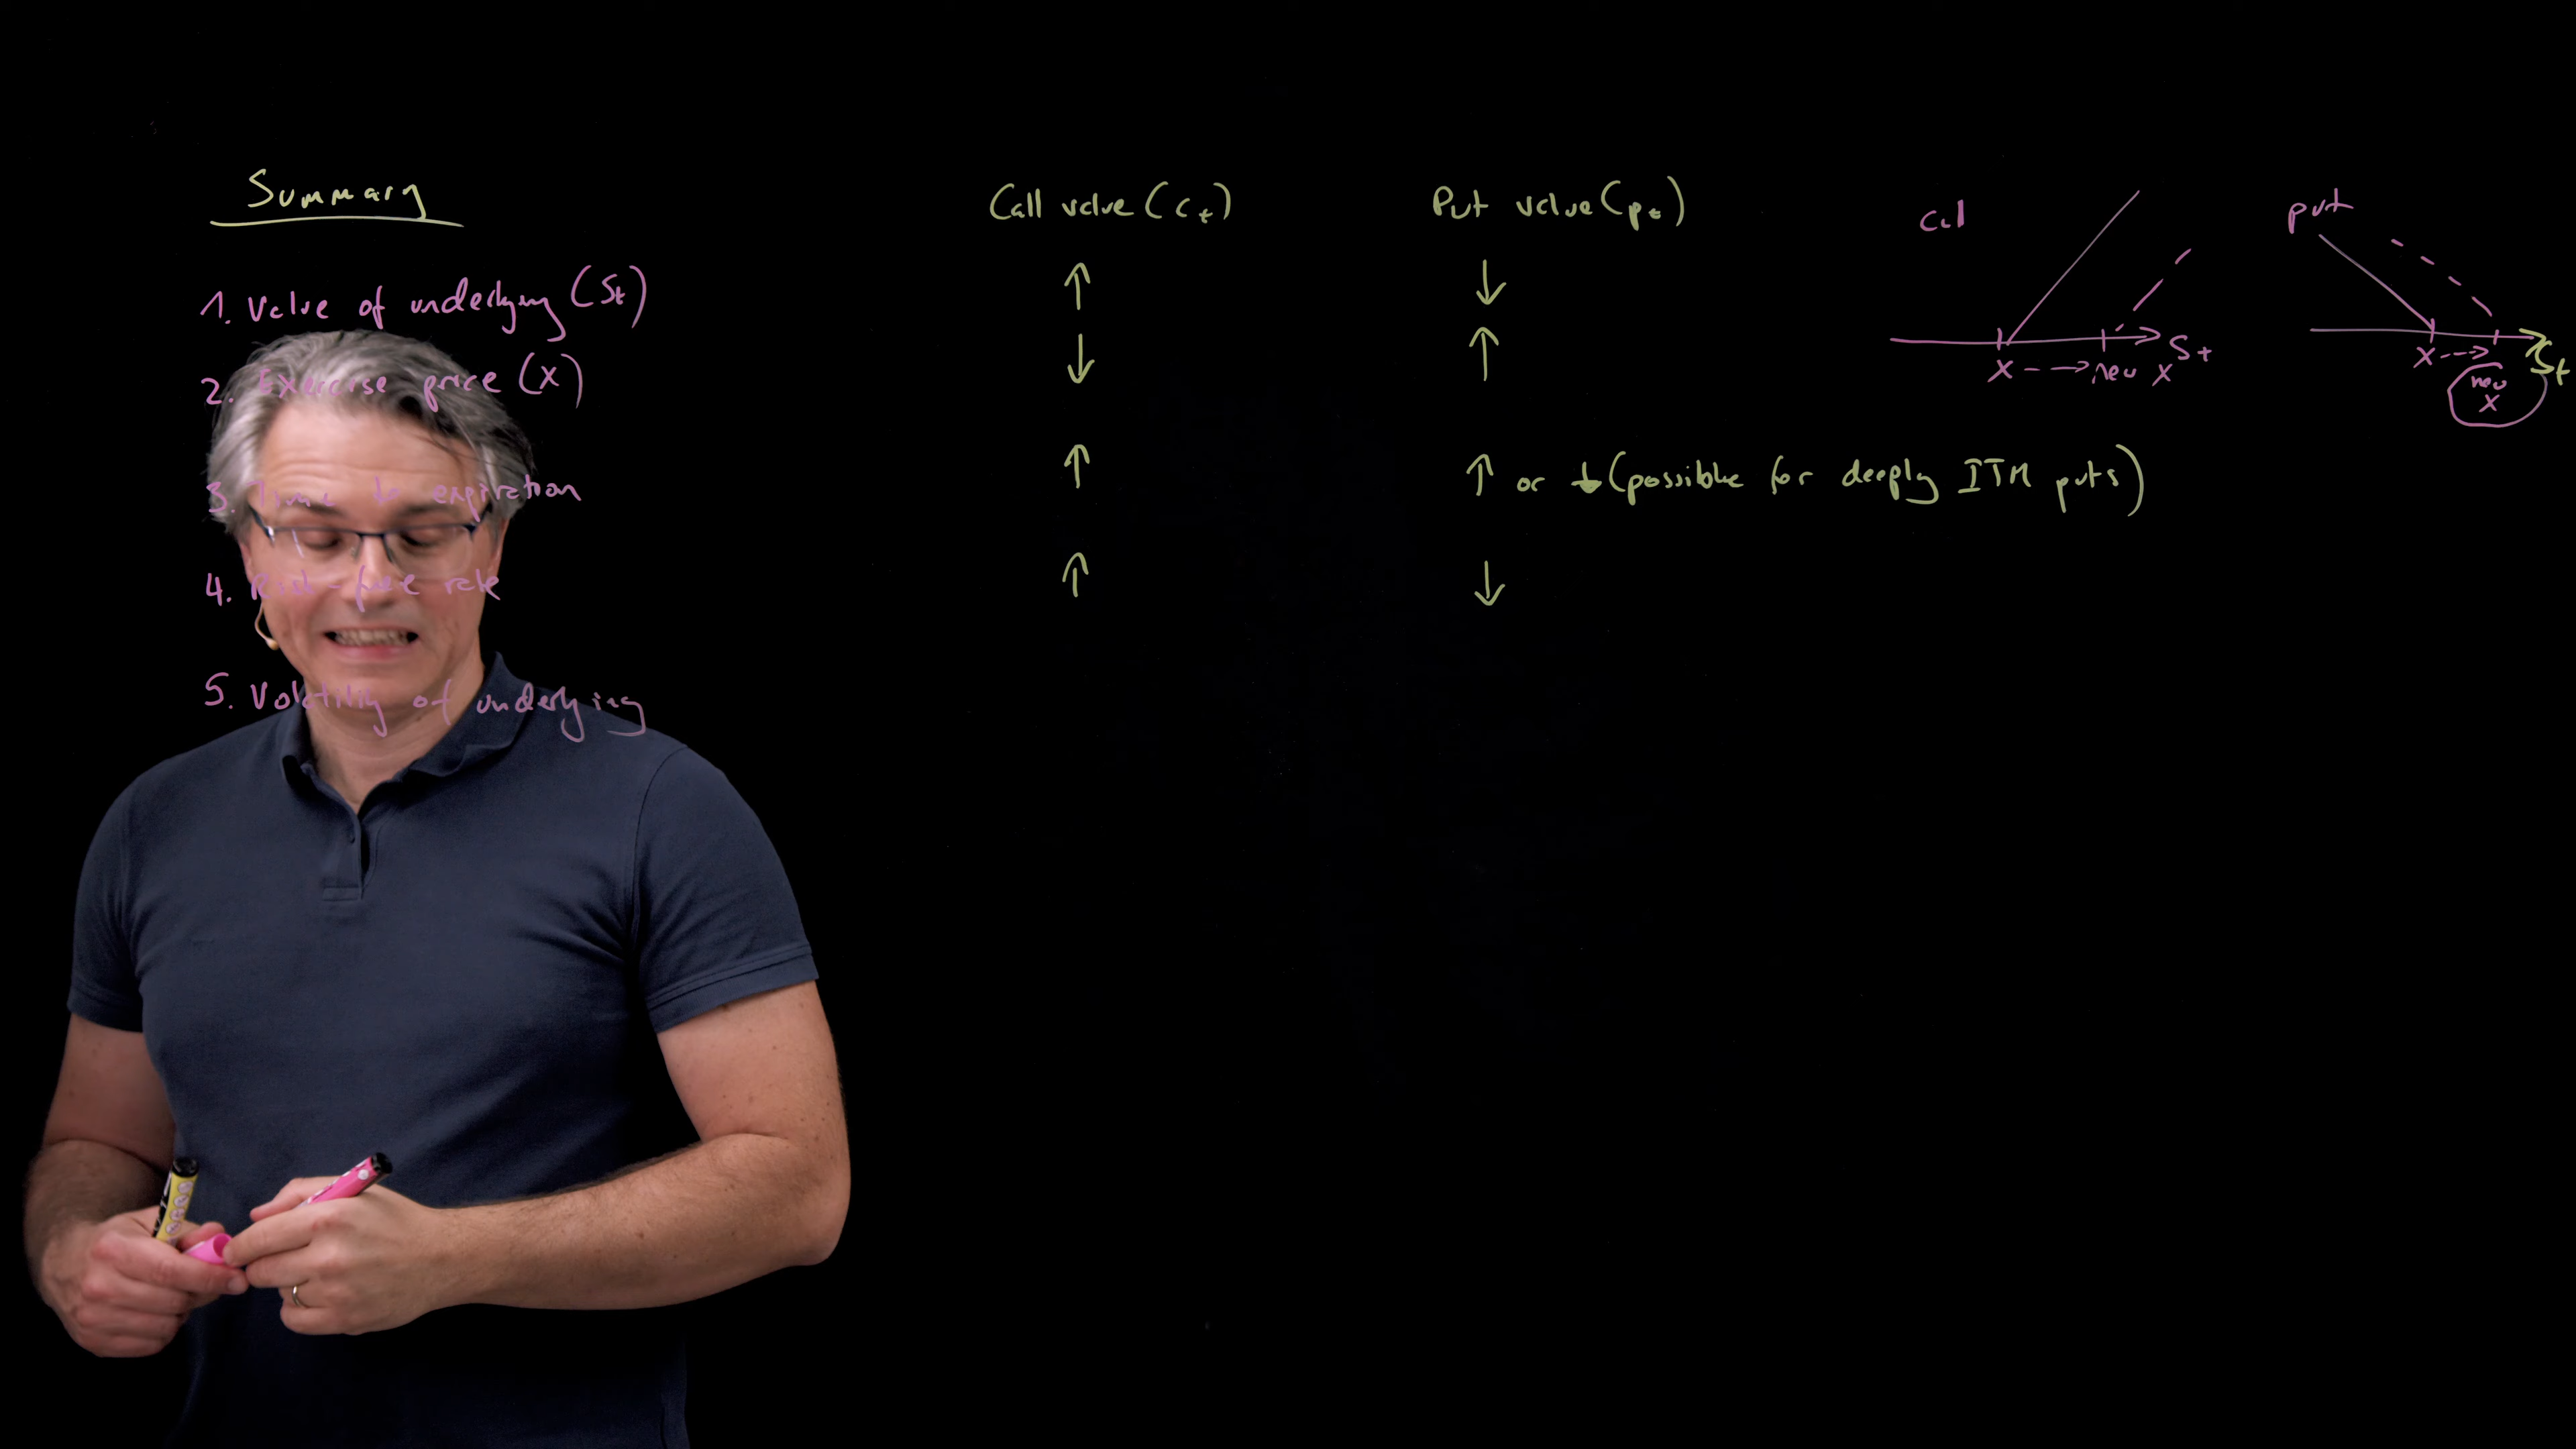 Summary
Call value (ct)
Put value (pt)
1. Value of underlying (St)
↑
↓
2. Exercise price (X)
↓
↑
3. Time to expiration
↑
↑ or ↓ (possible for deeply ITM puts)
4. Risk-free rate
↑
↓
5. Volatility of underlying
call
X --→ new X
St
put
X --→ new X
St